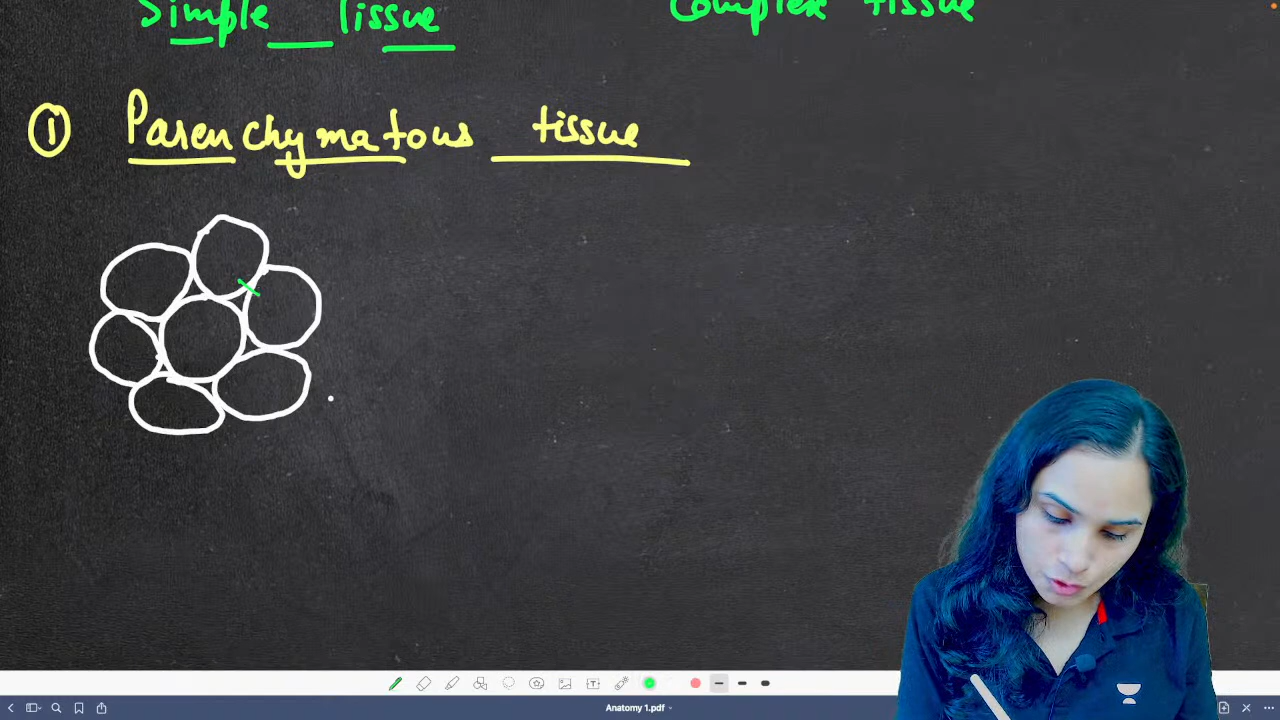 Simple Tissue Complex tissue
① Parenchymatous tissue
Anatomy 1.pdf